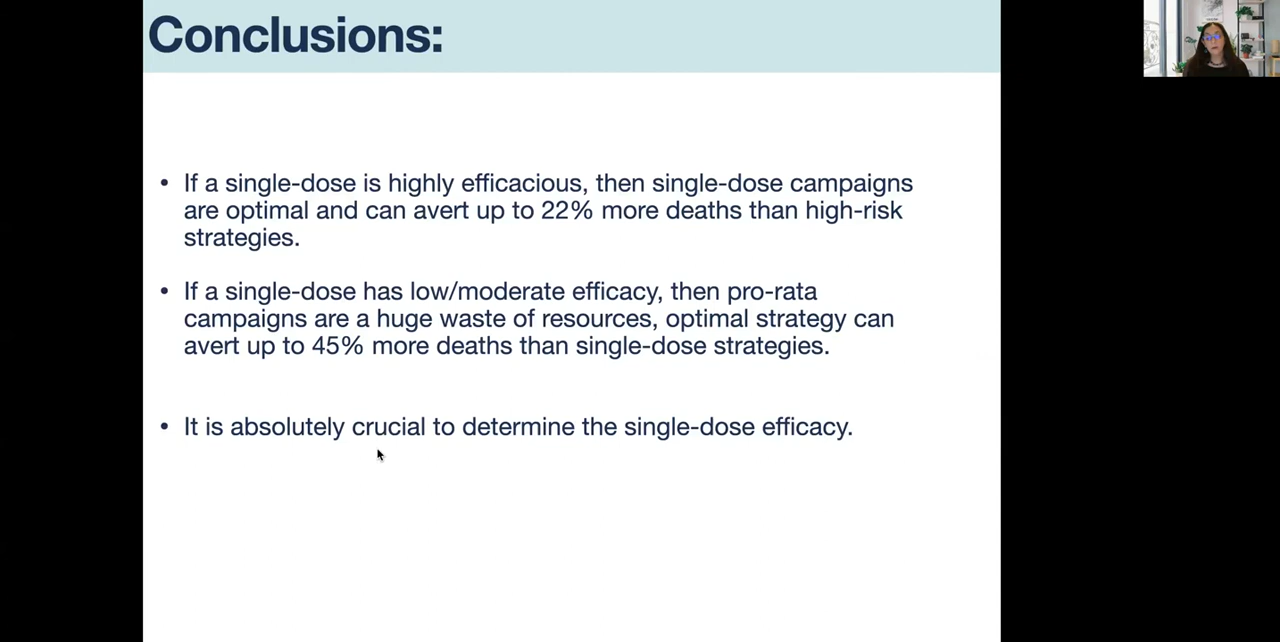 Conclusions:
• If a single-dose is highly efficacious, then single-dose campaigns
are optimal and can avert up to 22% more deaths than high-risk
strategies.
• If a single-dose has low/moderate efficacy, then pro-rata
campaigns are a huge waste of resources, optimal strategy can
avert up to 45% more deaths than single-dose strategies.
• It is absolutely crucial to determine the single-dose efficacy.